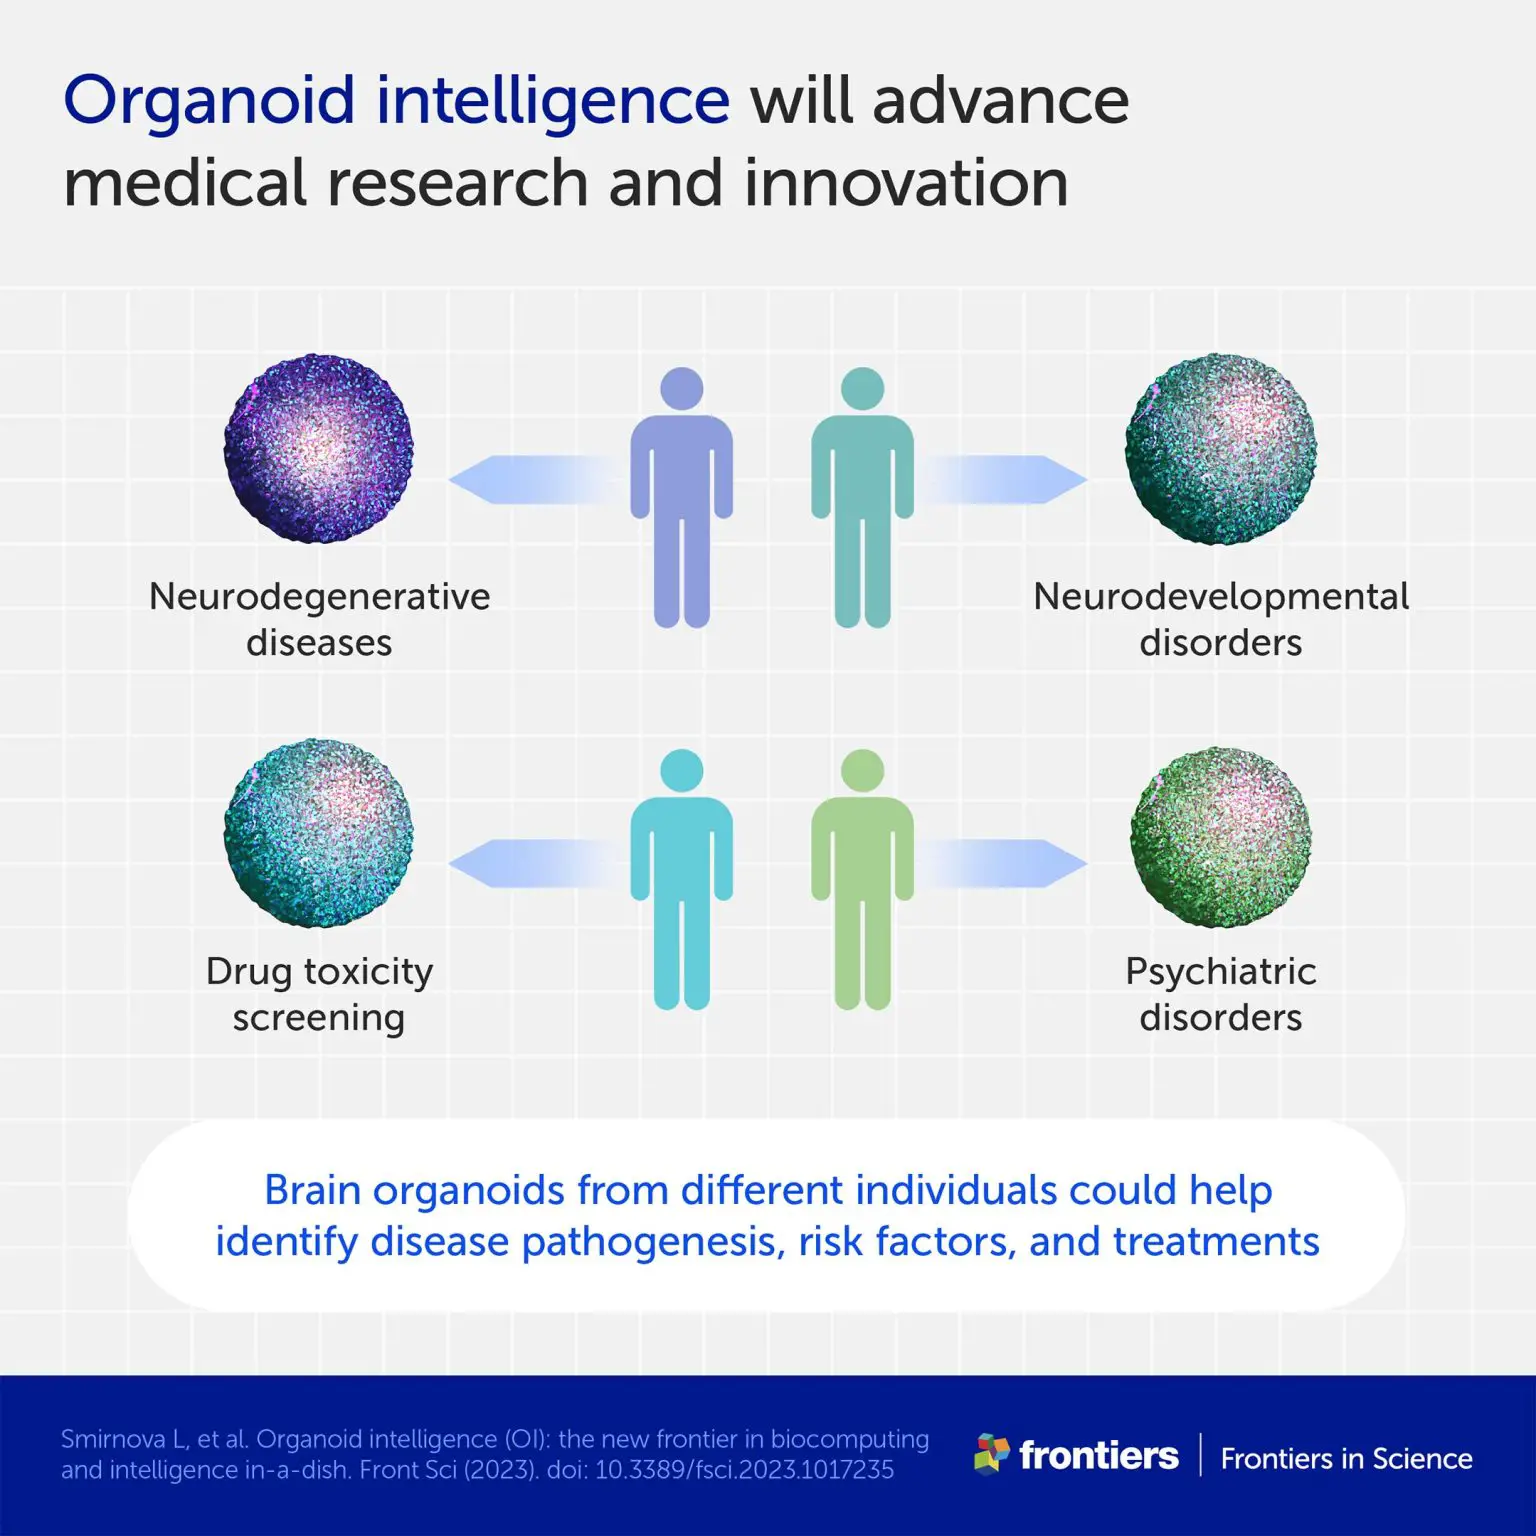 Organoid intelligence will advance
medical research and innovation
Neurodegenerative
diseases
Neurodevelopmental
disorders
Drug toxicity
screening
Psychiatric
disorders
Brain organoids from different individuals could help
identify disease pathogenesis, risk factors, and treatments
Smirnova L, et al. Organoid intelligence (OI): the new frontier in biocomputing
and intelligence in-a-dish. Front Sci (2023). doi: 10.3389/fsci.2023.1017235
frontiers | Frontiers in Science